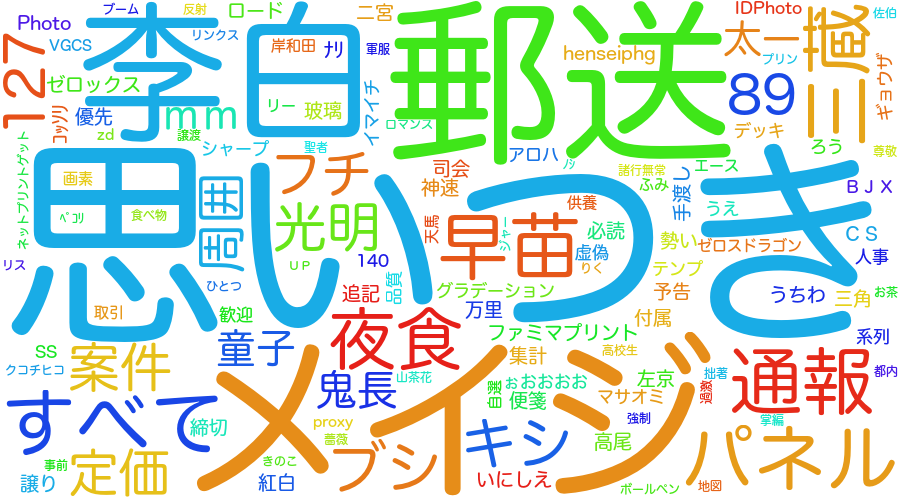 ブーム
反射
ロード
二宮
IDPhoto
佐伯
Photo
李白
リンクス
郵送
henseiphg
太一
三蔵
VGCS
岸和田
ナリ
軍服
プリン
127
ゼロックス
ギョウザ
89
コッソリ
優先
mm
リー
玻璃
イマイチ
ロマンス
デッキ
zd
譲渡
聖者
シャープ
アロハ
ろう
尊敬
ネットプリントゲット
思いつき
画素
フチ
司会
神速
諸行無常
エース
ふみ
手渡し
BJX
ペコリ
食べ物
周囲
光明
天馬
早苗
ジャー
供養
必読
うえ
CS
勢い
ゼロスドラゴン
UP
140
虚偽
りく
人事
リス
ひとつ
品質
テンプ
追記
グラデーション
予告
うちわ
三角
お茶
取引
歓迎
万里
付属
夜食
ファミマプリント
系列
SS
童子
集計
高校生
クコチヒコ
案件
メイジ
通報
都内
鬼長
山茶花
ぉおおおお
左京
拙著
自選
便箋
マサオミ
過激
すべて
締切
proxy
薔薇
キシ
強制
掌編
高尾
パネル
事前
定価
きのこ
ブシ
譲り
紅白
いにしえ
ボールペン
地図